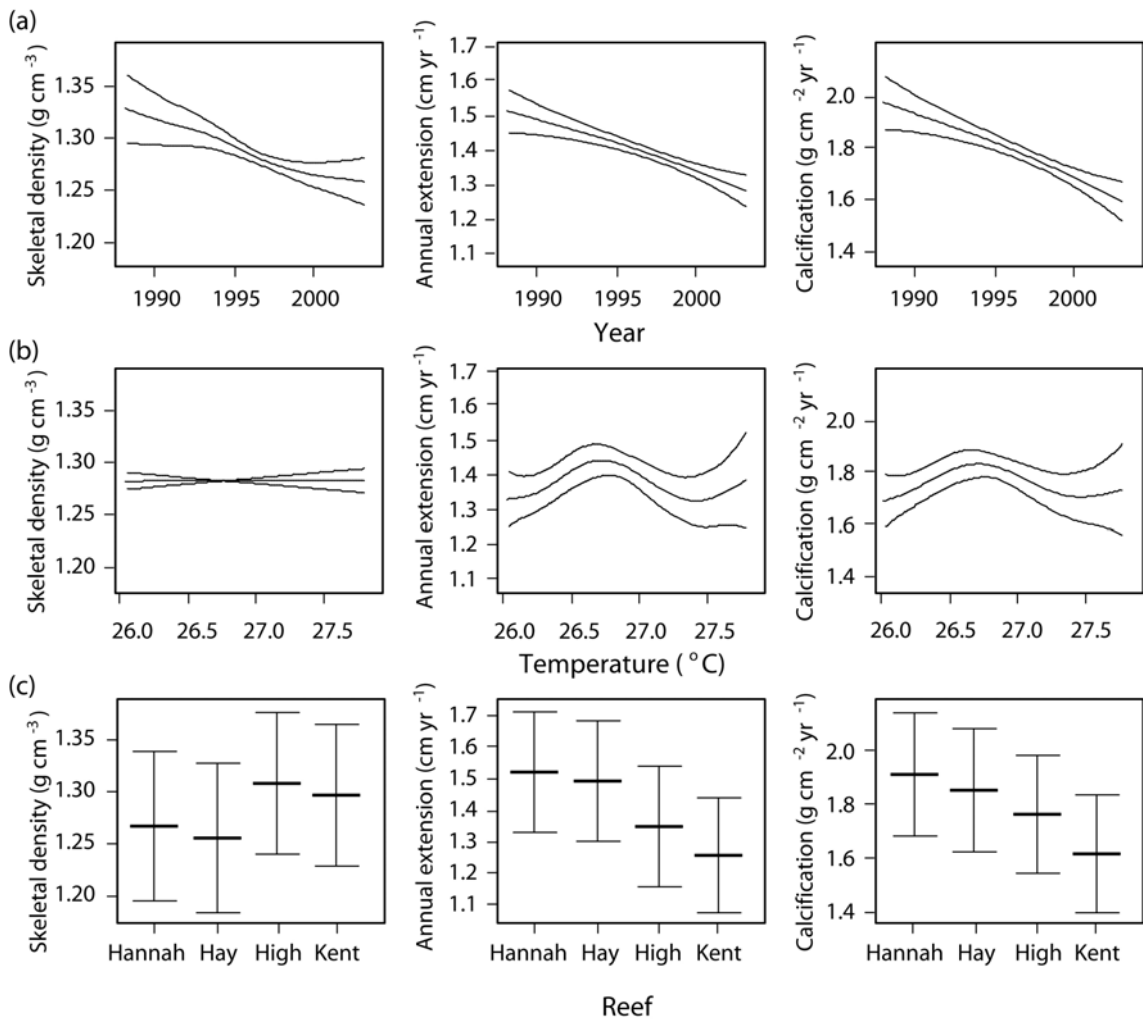 (a)
Skeletal density (g cm -3)
1.35
1.30
1.25
1.20
1990 1995 2000
Annual extension (cm yr -1)
1.7
1.6
1.5
1.4
1.3
1.2
1.1
1990 1995 2000
Calcification (g cm -2 yr -1)
2.0
1.8
1.6
1.4
1990 1995 2000
Year
(b)
Skeletal density (g cm -3)
1.35
1.30
1.25
1.20
26.0 26.5 27.0 27.5
Annual extension (cm yr -1)
1.7
1.6
1.5
1.4
1.3
1.2
1.1
26.0 26.5 27.0 27.5
Calcification (g cm -2 yr -1)
2.0
1.8
1.6
1.4
26.0 26.5 27.0 27.5
Temperature ( °C)
(c)
Skeletal density (g cm -3)
1.35
1.30
1.25
1.20
Hannah Hay High Kent
Annual extension (cm yr -1)
1.7
1.6
1.5
1.4
1.3
1.2
1.1
Hannah Hay High Kent
Calcification (g cm -2 yr -1)
2.0
1.8
1.6
1.4
Hannah Hay High Kent
Reef